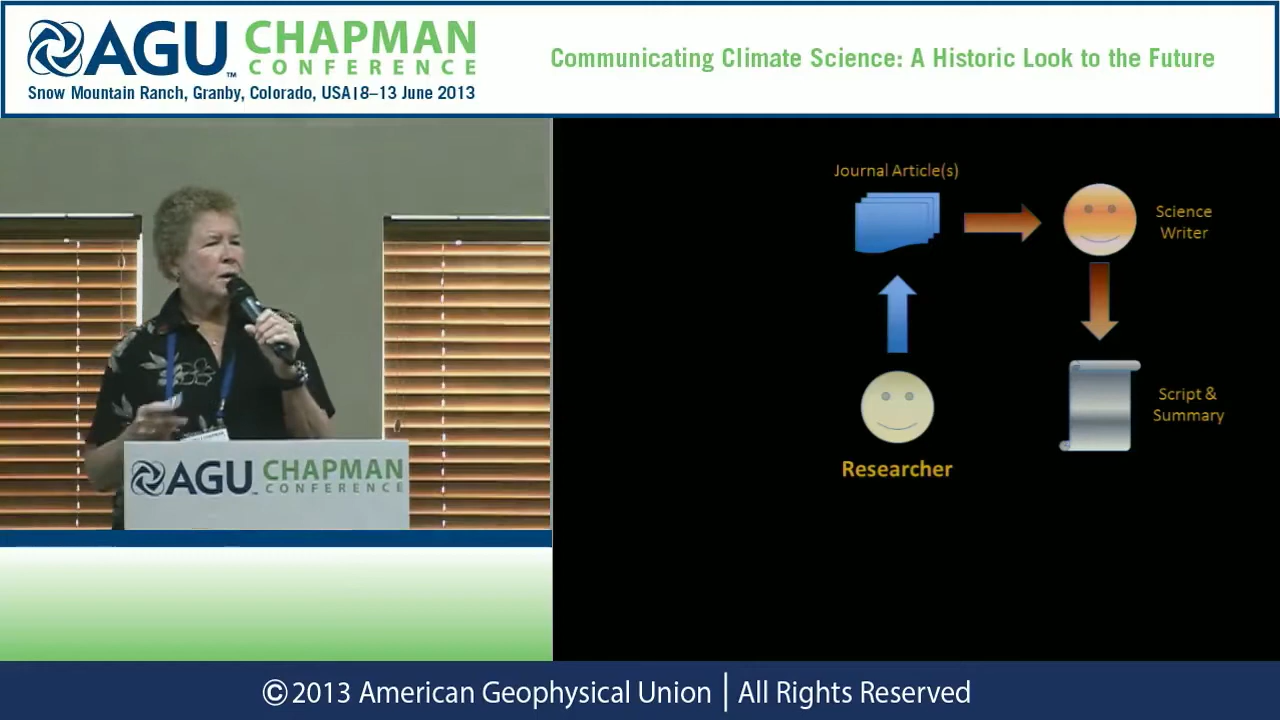 AGU CHAPMAN
CONFERENCE
Snow Mountain Ranch, Granby, Colorado, USA|8–13 June 2013
Communicating Climate Science: A Historic Look to the Future
Journal Article(s)
Science
Writer
Script &
Summary
Researcher
AGU CHAPMAN
CONFERENCE
©2013 American Geophysical Union | All Rights Reserved